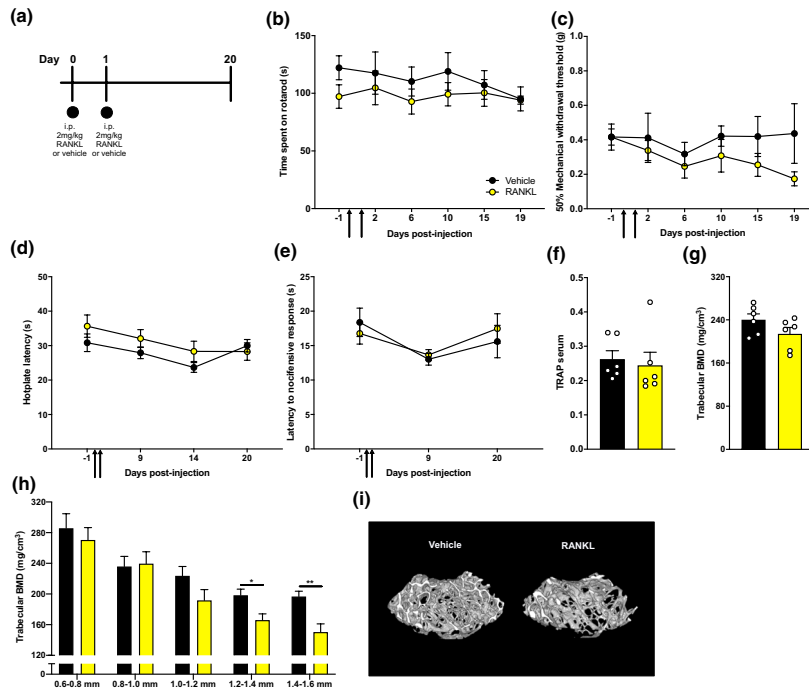 (a)
Day 0 1 20
i.p. i.p.
2mg/kg 2mg/kg
RANKL RANKL
or vehicle or vehicle
(b)
Time spent on rotarod (s)
150
100
50
0
Vehicle
RANKL
-1 2 6 10 15 19
Days post-injection
(c)
50% Mechanical withdrawal threshold (g)
1.0
0.8
0.6
0.4
0.2
0.0
-1 2 6 10 15 19
Days post-injection
(d)
Hotplate latency (s)
60
50
40
30
20
10
0
-1 9 14 20
Days post-injection
(e)
Latency to nocifensive response (s)
25
20
15
10
5
0
-1 9 20
Days post-injection
(f)
TRAP serum
0.5
0.4
0.3
0.2
0.1
0.0
(g)
Trabecular BMD (mg/cm3)
320
240
160
80
0
(h)
Trabecular BMD (mg/cm3)
320
280
240
200
160
120
0
*
**
0.6-0.8 mm 0.8-1.0 mm 1.0-1.2 mm 1.2-1.4 mm 1.4-1.6 mm
(i)
Vehicle RANKL